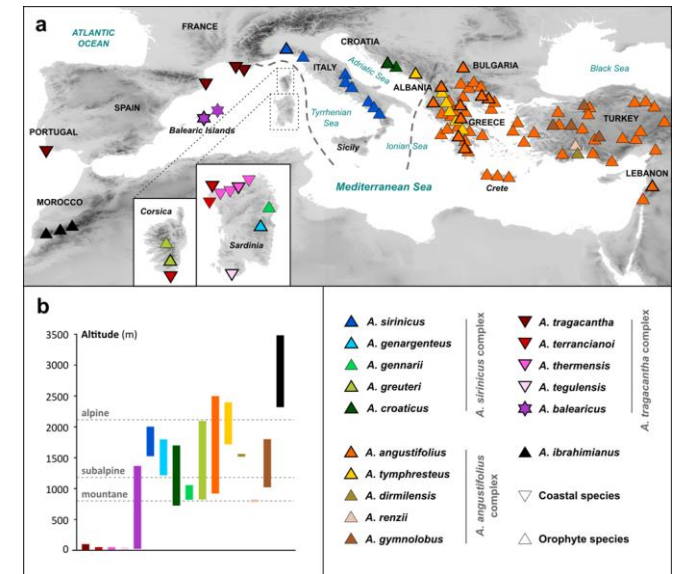 a
ATLANTIC
OCEAN
FRANCE
CROATIA
ITALY
Adriatic Sea
BULGARIA
Black Sea
ALBANIA
SPAIN
Tyrrhenian
Sea
GREECE
TURKEY
PORTUGAL
Balearic Islands
Ionian Sea
Sicily
LEBANON
Mediterranean Sea
Crete
MOROCCO
Corsica
Sardinia
b
Altitude (m)
3500
3000
2500
alpine
2000
1500
subalpine
1000
mountane
500
0
A. sirinicus
A. genargenteus
A. gennarii
A. greuteri
A. croaticus
A. sirinicus complex
A. angustifolius
A. tymphresteus
A. dirmilensis
A. renzii
A. gymnolobus
A. angustifolius
complex
A. tragacantha
A. terrancianoi
A. thermensis
A. tegulensis
A. balearicus
A. tragacantha complex
A. ibrahimianus
Coastal species
Orophyte species